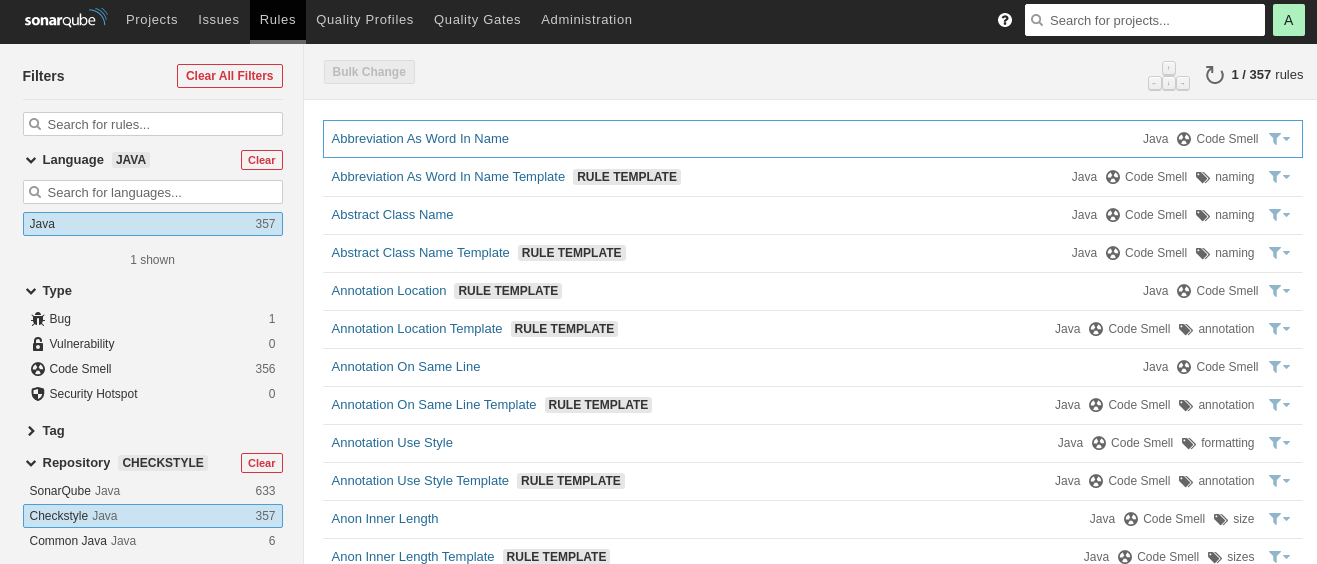 sonarqube Projects Issues Rules Quality Profiles Quality Gates Administration ? Search for projects... A
Filters Clear All Filters
Search for rules...
Language JAVA Clear
Search for languages...
Java 357
1 shown
Type
Bug 1
Vulnerability 0
Code Smell 356
Security Hotspot 0
Tag
Repository CHECKSTYLE Clear
SonarQube Java 633
Checkstyle Java 357
Common Java Java 6
Bulk Change 1 / 357 rules
Abbreviation As Word In Name Java Code Smell
Abbreviation As Word In Name Template RULE TEMPLATE Java Code Smell naming
Abstract Class Name Java Code Smell naming
Abstract Class Name Template RULE TEMPLATE Java Code Smell naming
Annotation Location RULE TEMPLATE Java Code Smell
Annotation Location Template RULE TEMPLATE Java Code Smell annotation
Annotation On Same Line Java Code Smell
Annotation On Same Line Template RULE TEMPLATE Java Code Smell annotation
Annotation Use Style Java Code Smell formatting
Annotation Use Style Template RULE TEMPLATE Java Code Smell annotation
Anon Inner Length Java Code Smell size
Anon Inner Length Template RULE TEMPLATE Java Code Smell sizes